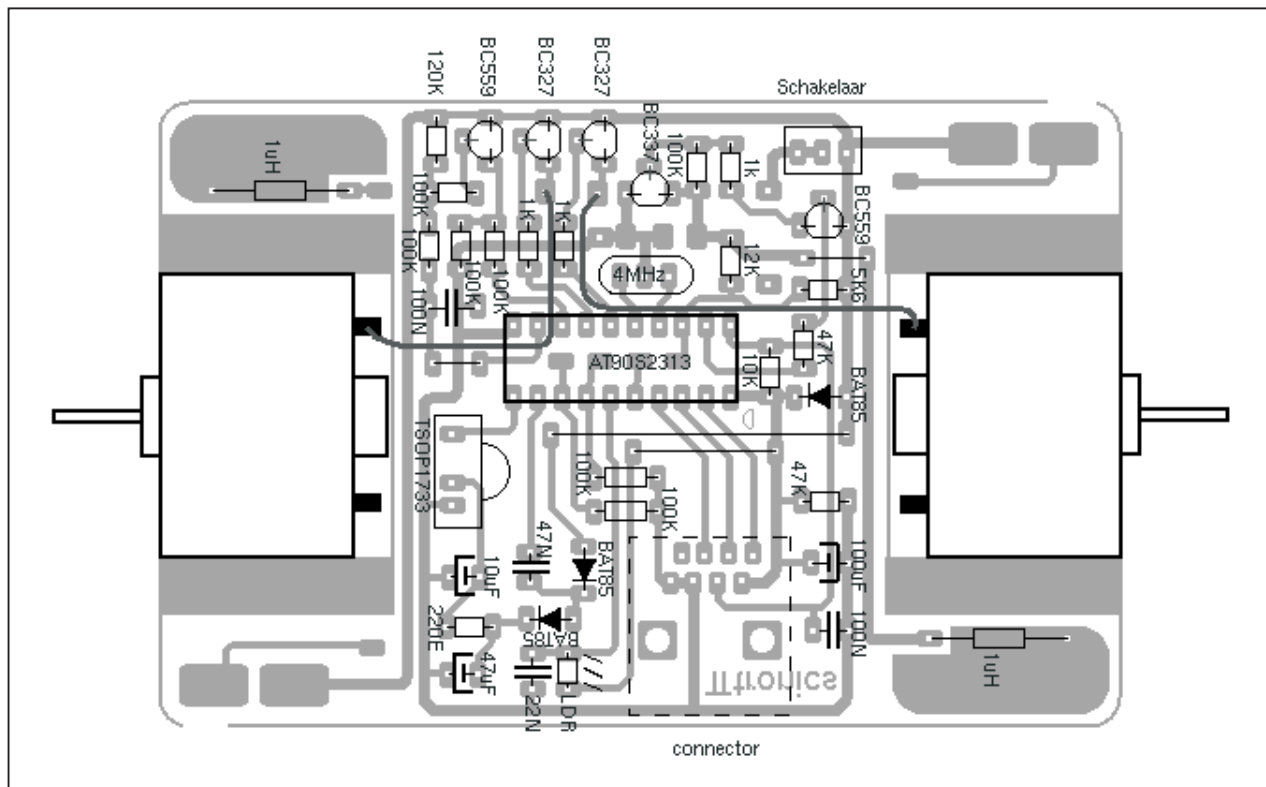 120K
BC559
BC327
BC327
BC337
100K
1k
Schakelaar
1uH
100K
100K
100K
100K
1K
1K
12K
BC559
5K6
4MHz
100N
AT90S2313
10K
47K
BAT85
TSOP1733
100K
100K
47K
47N
BAT85
10uF
100uF
220E
BAT85
100N
47uF
22N
LDR
TItronics
1uH
connector